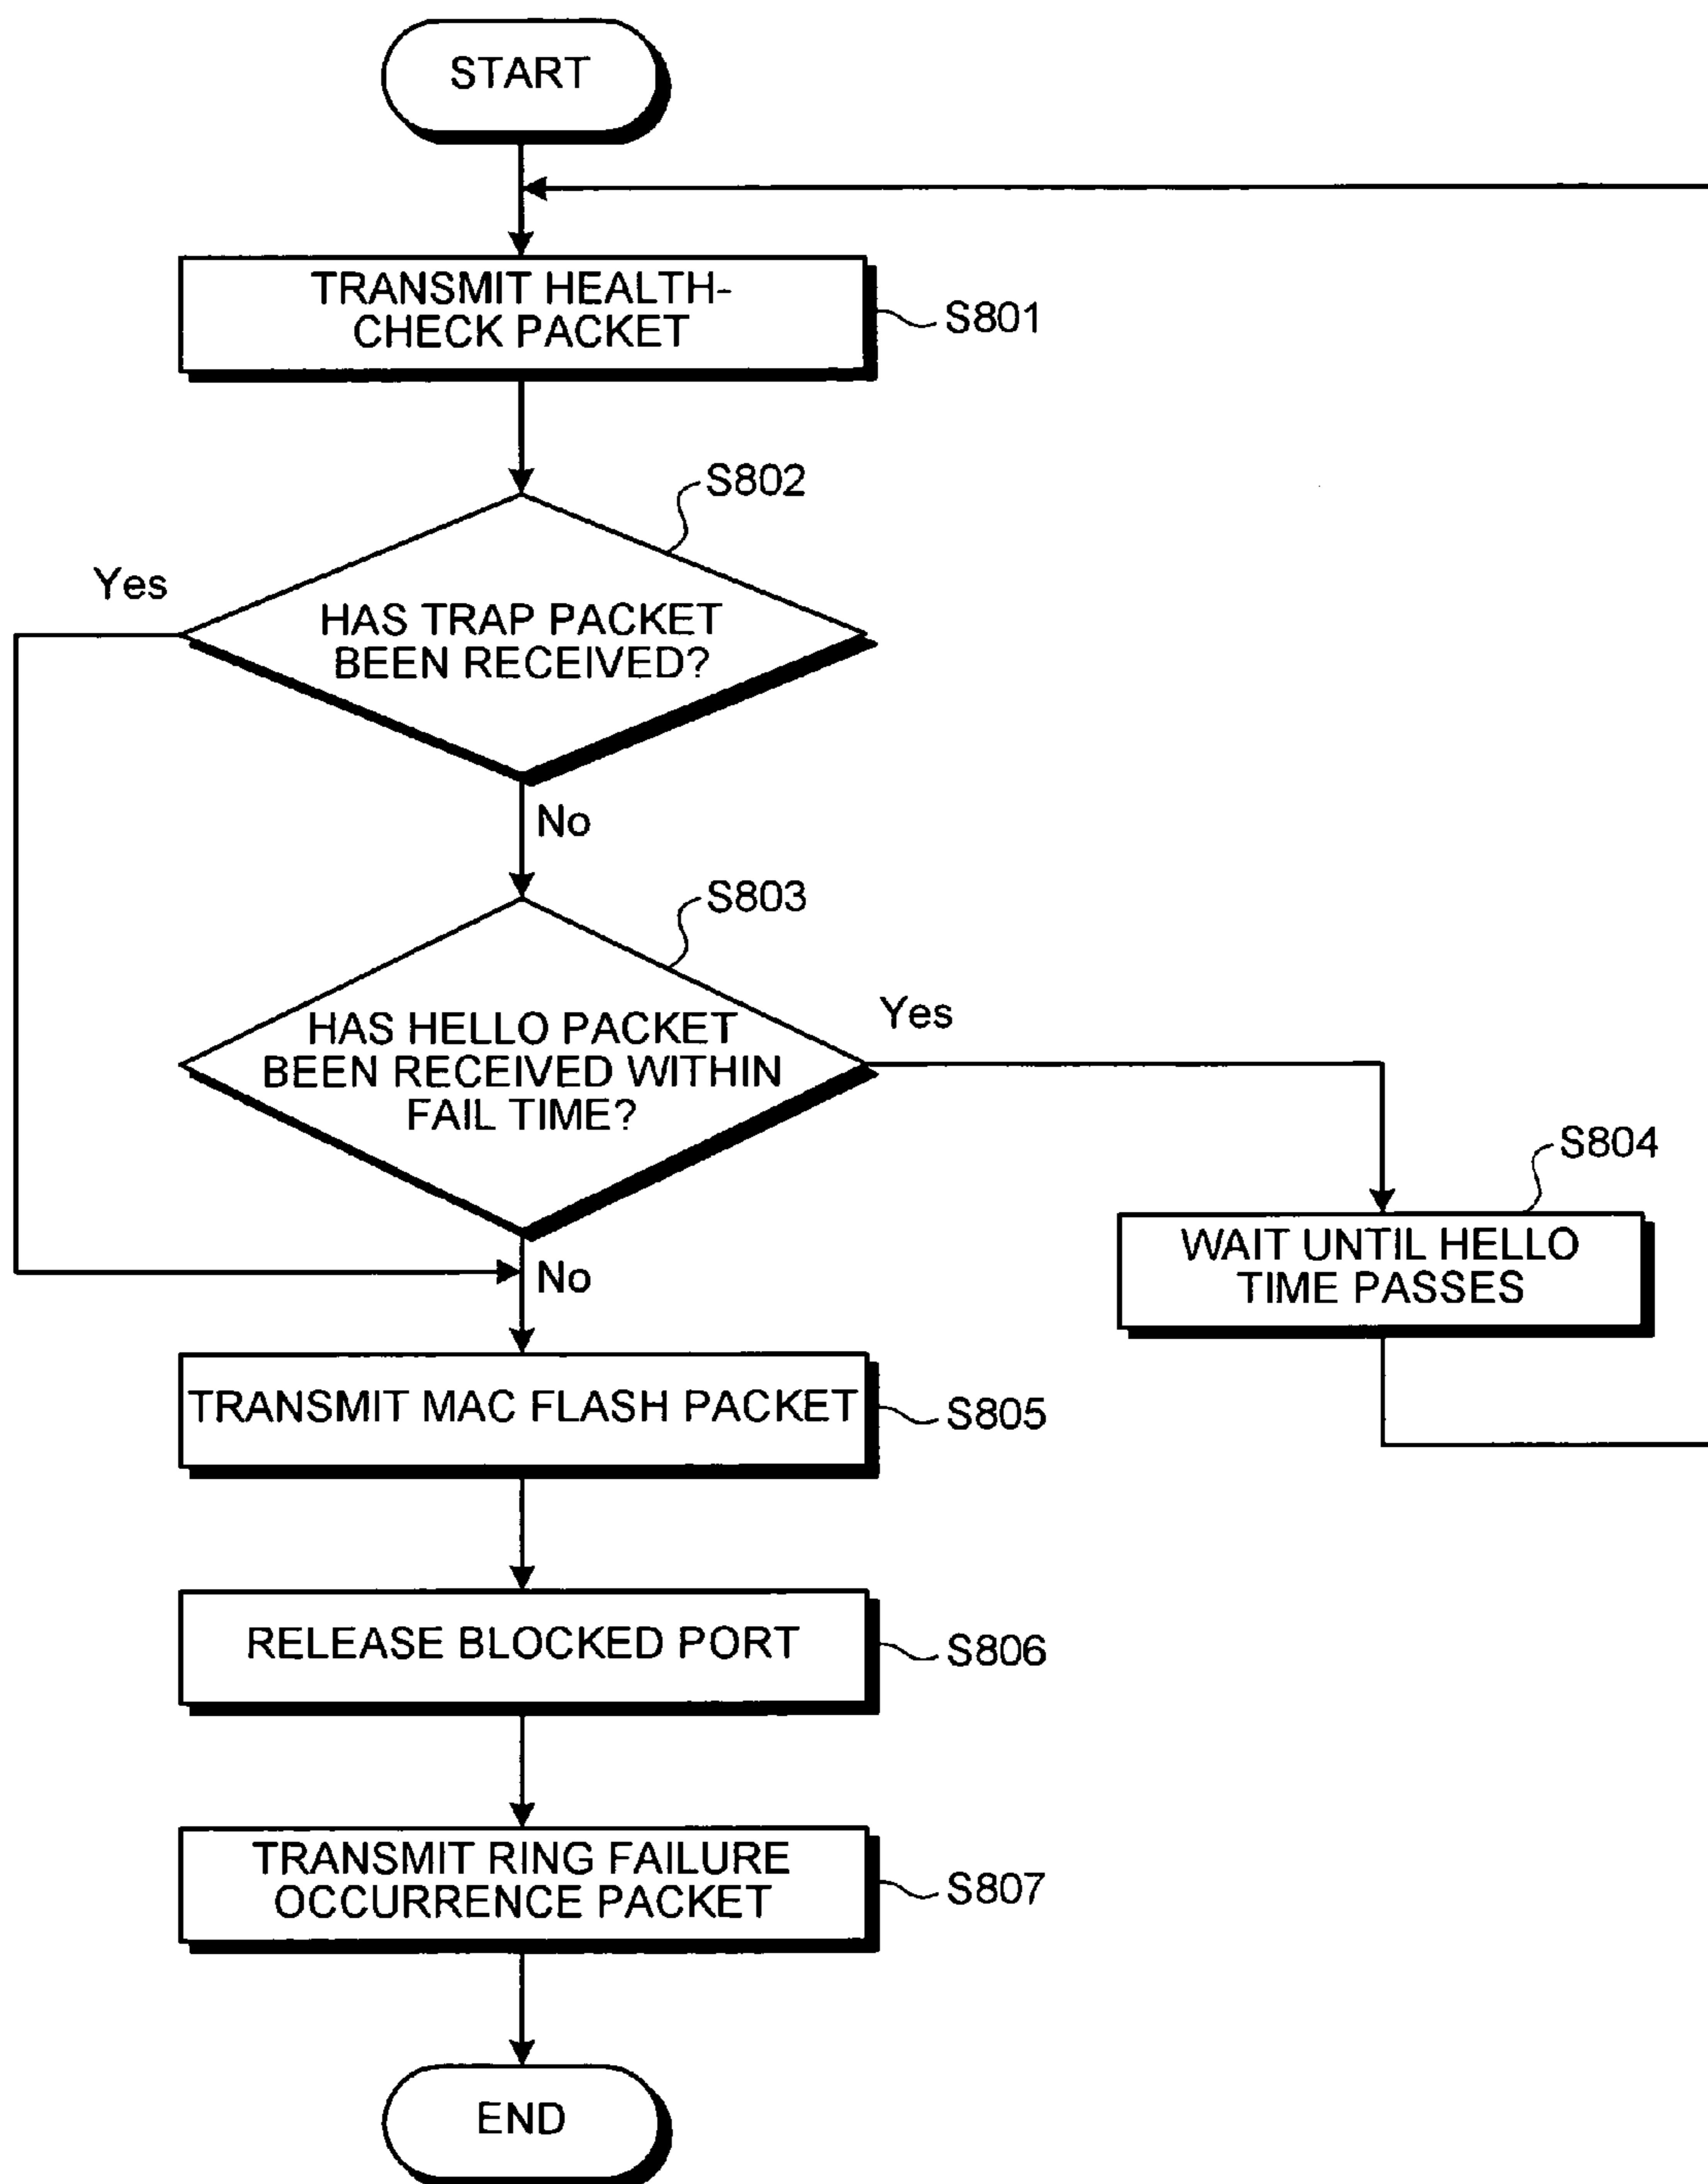 START
TRANSMIT HEALTH-
CHECK PACKET
S801
S802
Yes
HAS TRAP PACKET
BEEN RECEIVED?
No
S803
HAS HELLO PACKET
BEEN RECEIVED WITHIN
FAIL TIME?
Yes
S804
WAIT UNTIL HELLO
TIME PASSES
No
TRANSMIT MAC FLASH PACKET
S805
RELEASE BLOCKED PORT
S806
TRANSMIT RING FAILURE
OCCURRENCE PACKET
S807
END